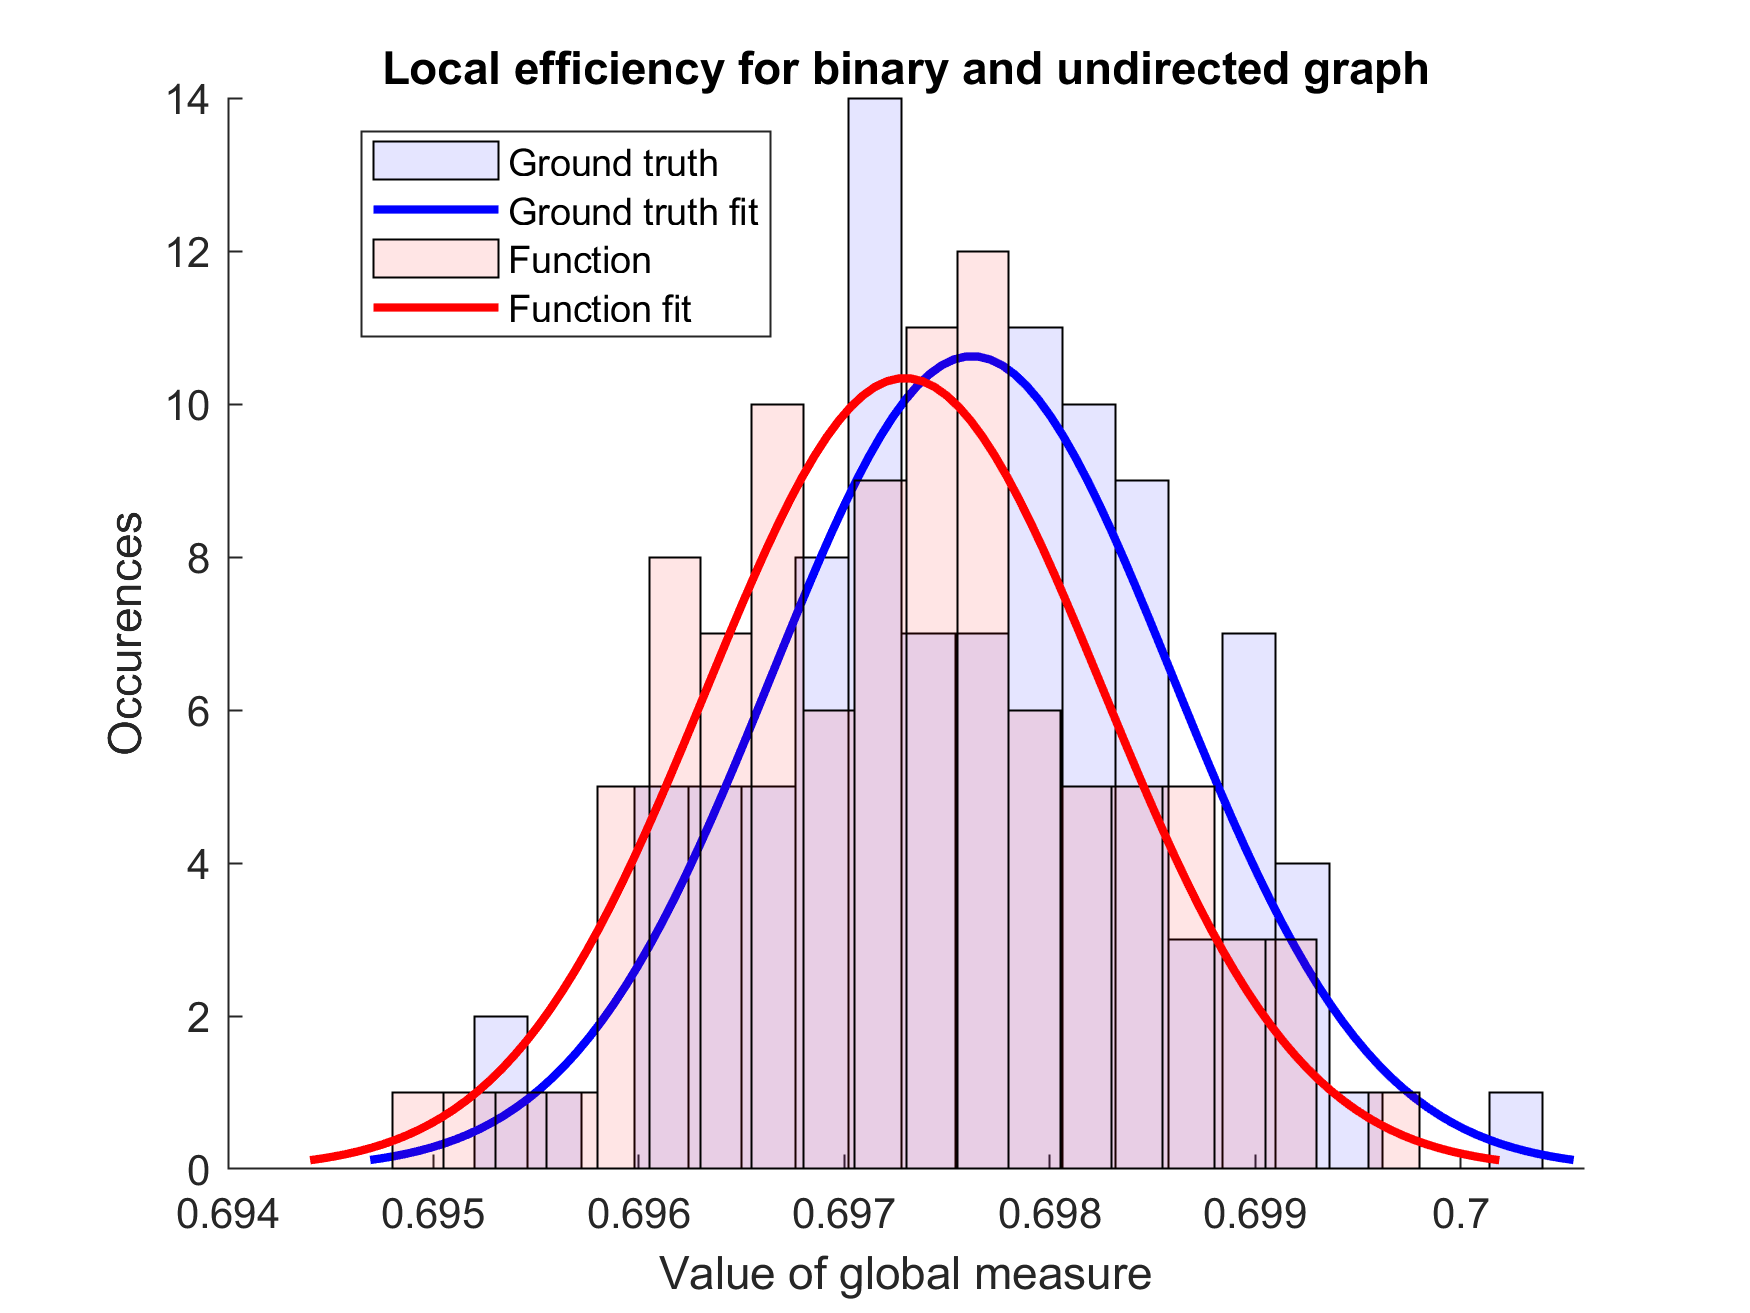 Local efficiency for binary and undirected graph
14
12
10
8
6
4
2
0
Ground truth
Ground truth fit
Function
Function fit
Occurences
0.694 0.695 0.696 0.697 0.698 0.699 0.7
Value of global measure